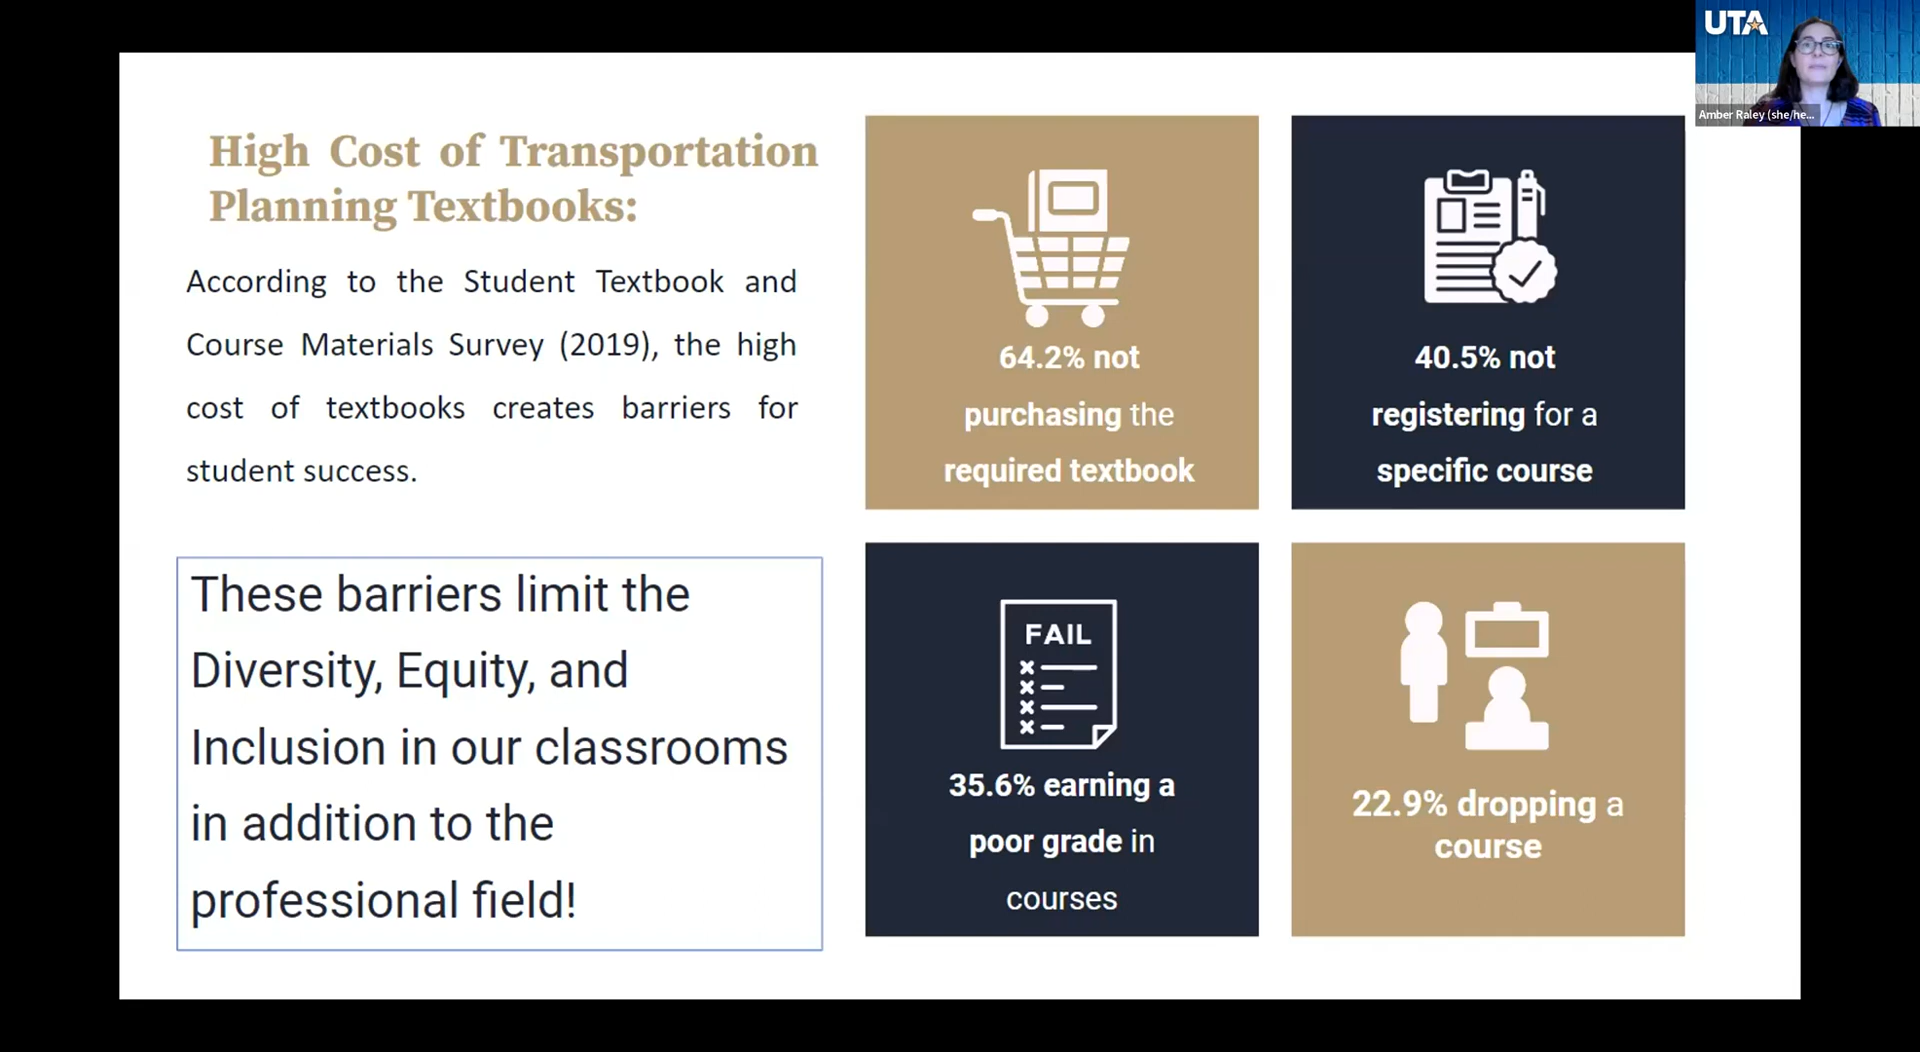 UTA
Amber Raley (she/he...
High Cost of Transportation
Planning Textbooks:
According to the Student Textbook and
Course Materials Survey (2019), the high
cost of textbooks creates barriers for
student success.
These barriers limit the
Diversity, Equity, and
Inclusion in our classrooms
in addition to the
professional field!
64.2% not
purchasing the
required textbook
40.5% not
registering for a
specific course
FAIL
35.6% earning a
poor grade in
courses
22.9% dropping a
course